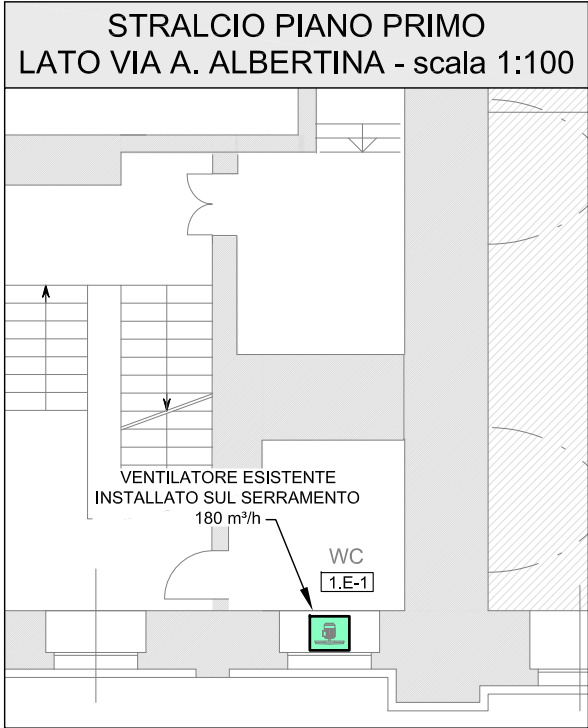 STRALCIO PIANO PRIMO
LATO VIA A. ALBERTINA - scala 1:100
VENTILATORE ESISTENTE
INSTALLATO SUL SERRAMENTO
180 m³/h
WC
1.E-1